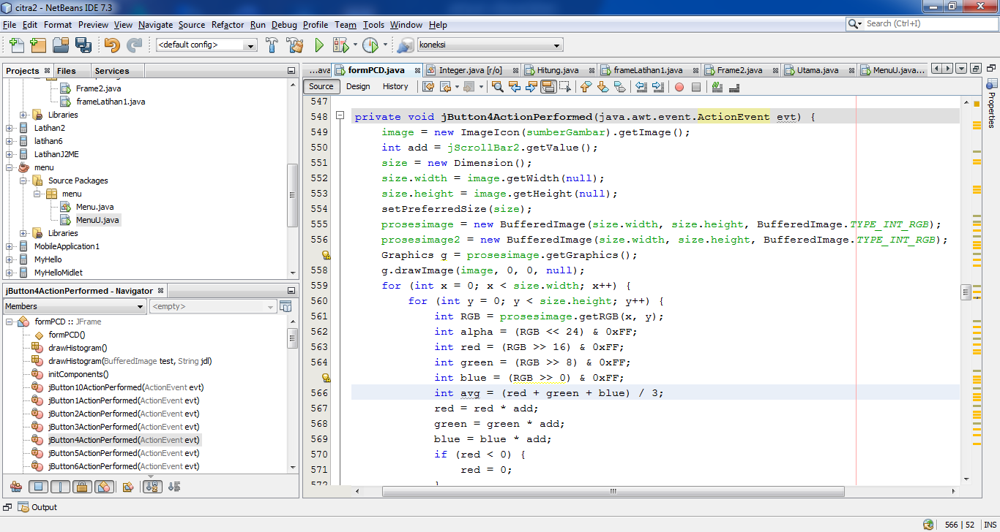 citra2 - NetBeans IDE 7.3
File Edit Format Preview View Navigate Source Refactor Run Debug Profile Team Tools Window Help
Search (Ctrl+I)
<default config>
koneksi
Projects Files Services
Frame2.java
frameLatihan1.java
Libraries
Latihan2
latihan6
LatihanJ2ME
menu
Source Packages
menu
Menu.java
MenuU.java
Libraries
MobileApplication1
MyHello
MyHelloMidlet
jButton4ActionPerformed - Navigator
Members
<empty>
formPCD :: JFrame
formPCD()
drawHistogram()
drawHistogram(BufferedImage test, String jdl)
initComponents()
jButton10ActionPerformed(ActionEvent evt)
jButton1ActionPerformed(ActionEvent evt)
jButton2ActionPerformed(ActionEvent evt)
jButton3ActionPerformed(ActionEvent evt)
jButton4ActionPerformed(ActionEvent evt)
jButton5ActionPerformed(ActionEvent evt)
jButton6ActionPerformed(ActionEvent evt)
...ava formPCD.java Integer.java [r/o] Hitung.java frameLatihan1.java Frame2.java Utama.java MenuU.java...
Source Design History
547
548 private void jButton4ActionPerformed(java.awt.event.ActionEvent evt) {
549 image = new ImageIcon(sumberGambar).getImage();
550 int add = jScrollBar2.getValue();
551 size = new Dimension();
552 size.width = image.getWidth(null);
553 size.height = image.getHeight(null);
554 setPreferredSize(size);
555 prosesimage = new BufferedImage(size.width, size.height, BufferedImage.TYPE_INT_RGB);
556 prosesimage2 = new BufferedImage(size.width, size.height, BufferedImage.TYPE_INT_RGB);
Graphics g = prosesimage.getGraphics();
558 g.drawImage(image, 0, 0, null);
559 for (int x = 0; x < size.width; x++) {
560 for (int y = 0; y < size.height; y++) {
561 int RGB = prosesimage.getRGB(x, y);
562 int alpha = (RGB << 24) & 0xFF;
563 int red = (RGB >> 16) & 0xFF;
564 int green = (RGB >> 8) & 0xFF;
int blue = (RGB >> 0) & 0xFF;
566 int avg = (red + green + blue) / 3;
567 red = red * add;
568 green = green * add;
569 blue = blue * add;
570 if (red < 0) {
571 red = 0;
572 }
Properties
Output
566 | 52 INS